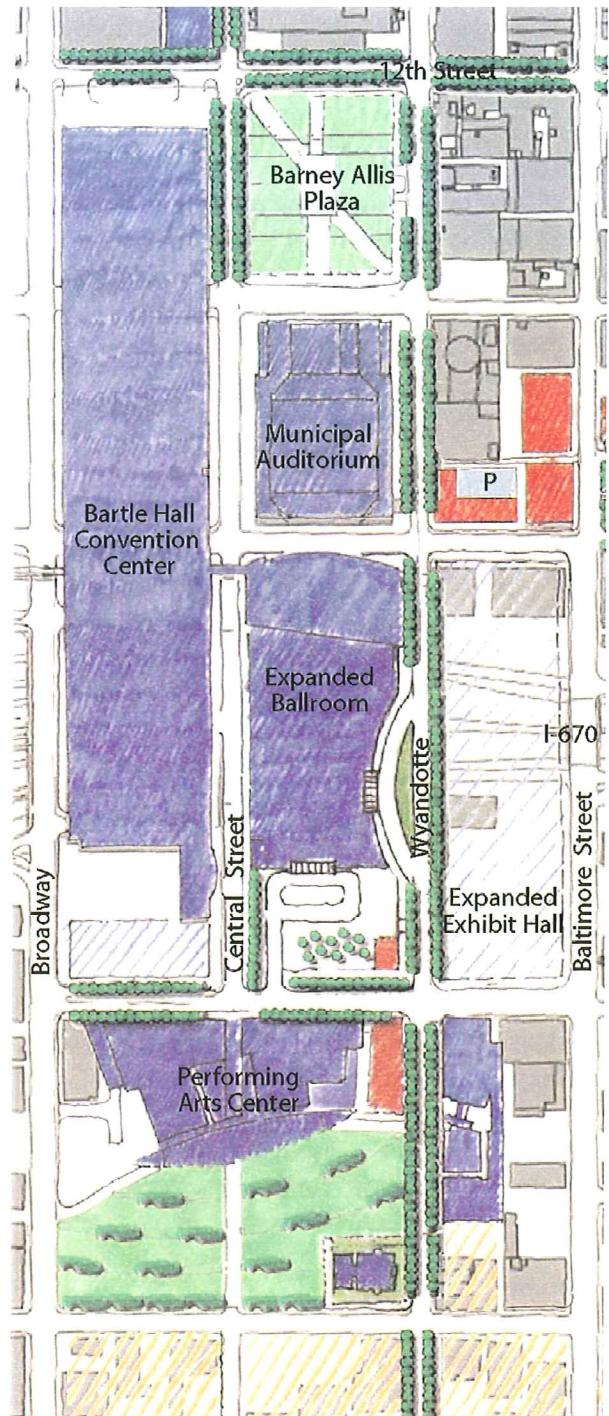 12th Street
Barney Allis
Plaza
Municipal
Auditorium
P
Bartle Hall
Convention
Center
Expanded
Ballroom
I-670
Wyandotte
Central Street
Broadway
Baltimore Street
Expanded
Exhibit Hall
Performing
Arts Center